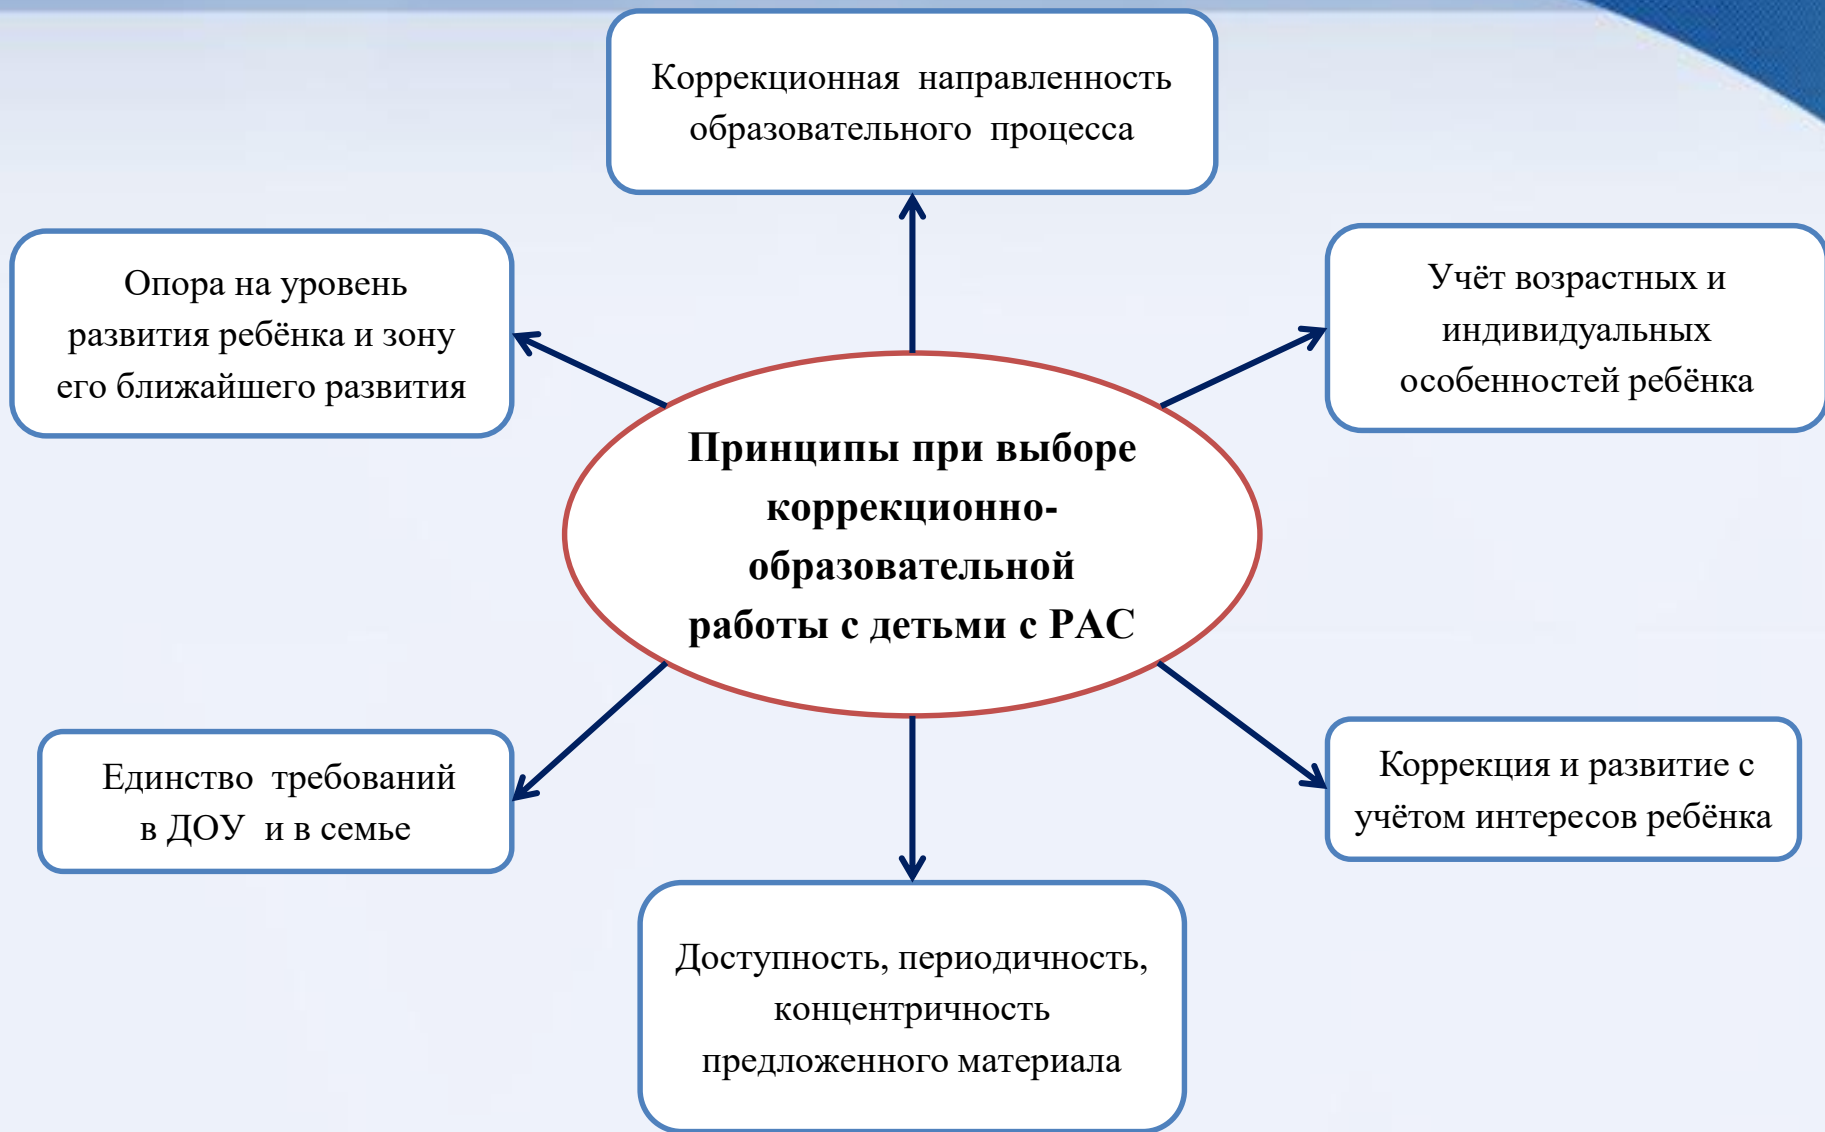 Коррекционная направленность
образовательного процесса
Опора на уровень
развития ребёнка и зону
его ближайшего развития
Учёт возрастных и
индивидуальных
особенностей ребёнка
Принципы при выборе
коррекционно-
образовательной
работы с детьми с РАС
Единство требований
в ДОУ и в семье
Коррекция и развитие с
учётом интересов ребёнка
Доступность, периодичность,
концентричность
предложенного материала